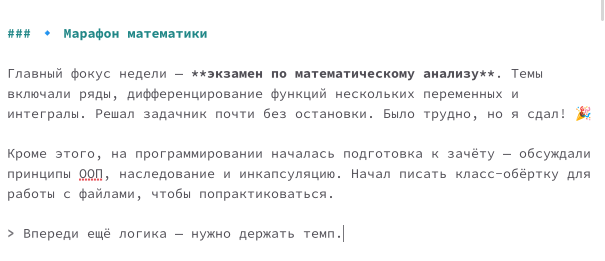 ### 🔹 Марафон математики
Главный фокус недели — **экзамен по математическому анализу**. Темы
включали ряды, дифференцирование функций нескольких переменных и
интегралы. Решал задачник почти без остановки. Было трудно, но я сдал! 🎉
Кроме этого, на программировании началась подготовка к зачёту — обсуждали
принципы ООП, наследование и инкапсуляцию. Начал писать класс-обёртку для
работы с файлами, чтобы попрактиковаться.
> Впереди ещё логика — нужно держать темп.